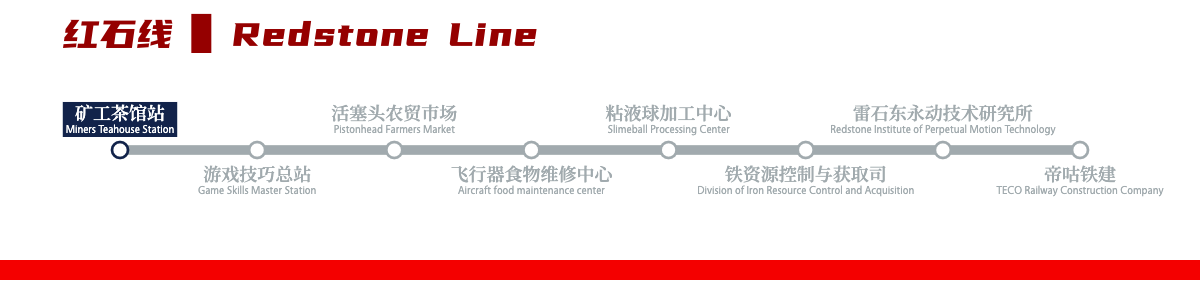 红石线 Redstone Line
矿工茶馆站
Miners Teahouse Station
游戏技巧总站
Game Skills Master Station
活塞头农贸市场
Pistonhead Farmers Market
飞行器食物维修中心
Aircraft food maintenance center
粘液球加工中心
Slimeball Processing Center
铁资源控制与获取司
Division of Iron Resource Control and Acquisition
雷石东永动技术研究所
Redstone Institute of Perpetual Motion Technology
帝咕铁建
TECO Railway Construction Company